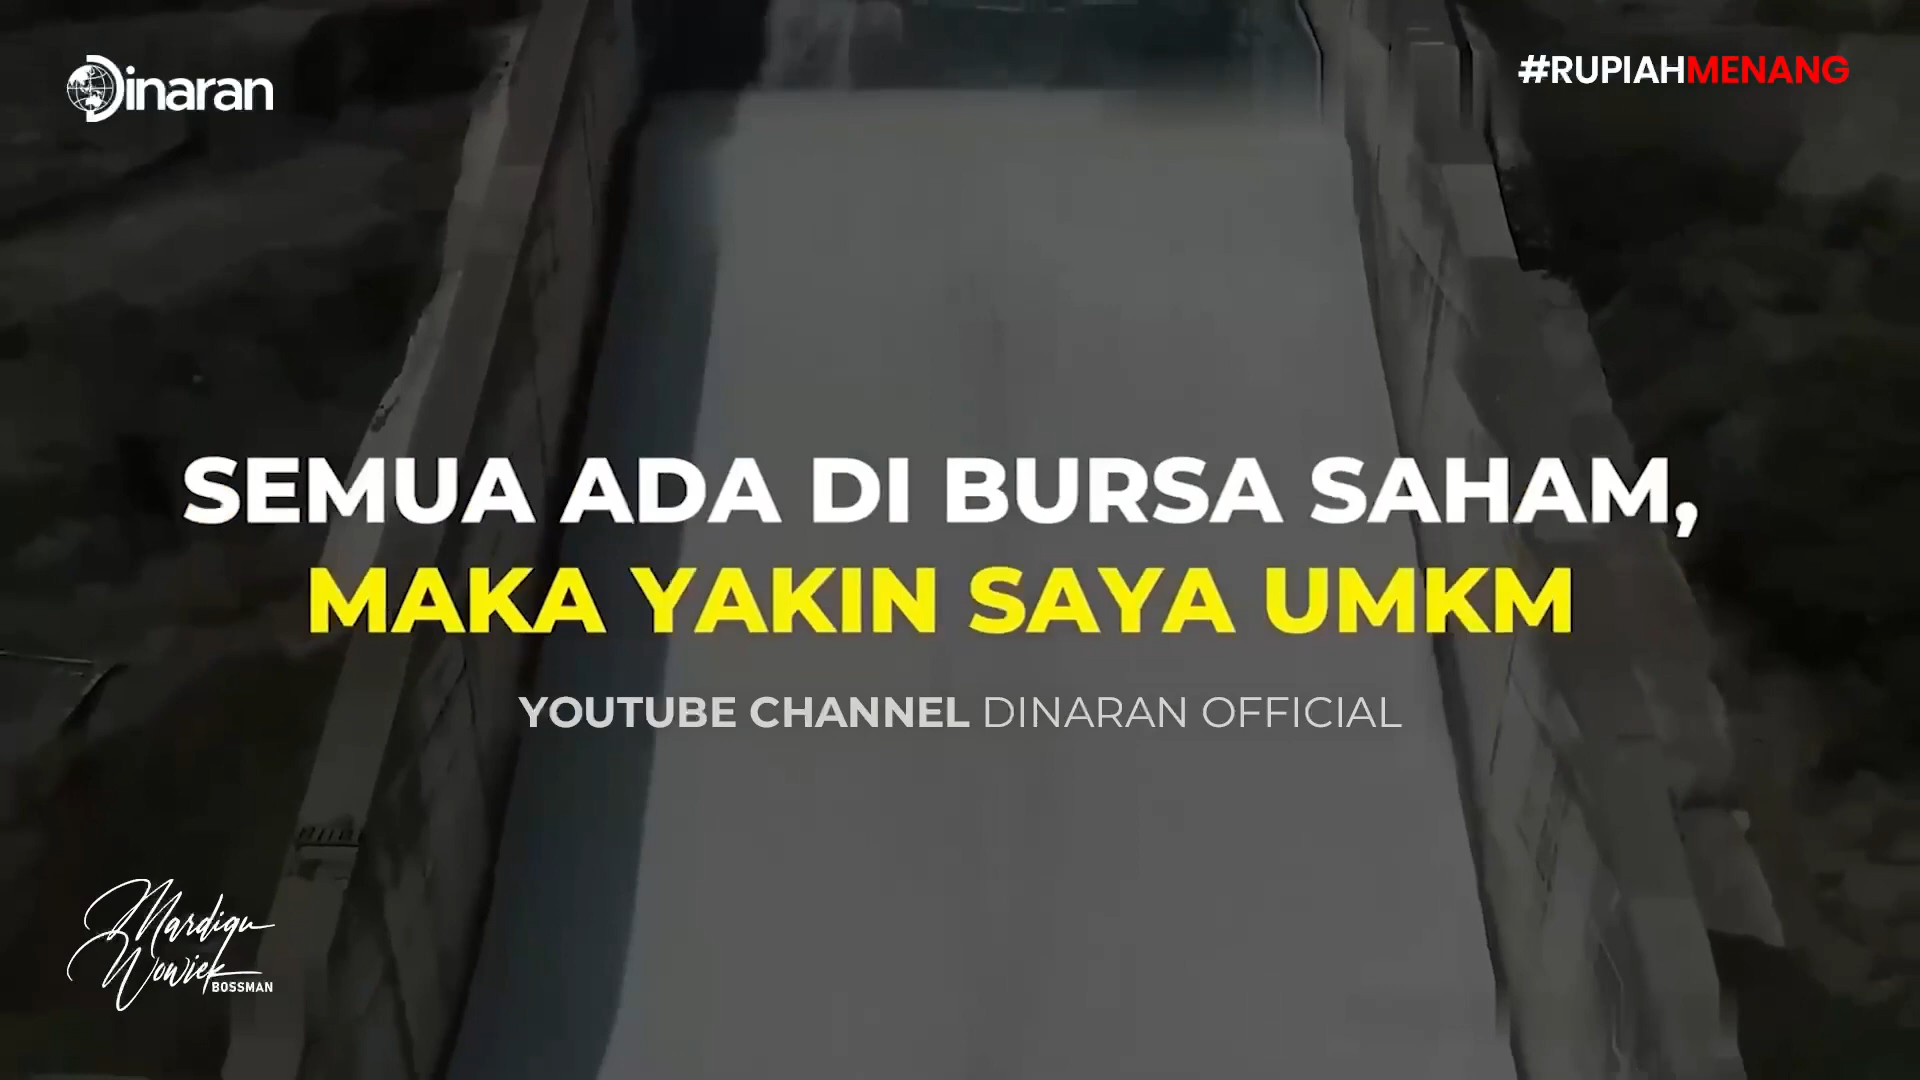 Dinaran
#RUPIAHMENANG
SEMUA ADA DI BURSA SAHAM,
MAKA YAKIN SAYA UMKM
YOUTUBE CHANNEL DINARAN OFFICIAL
Mardigu
Wowiek
BOSSMAN